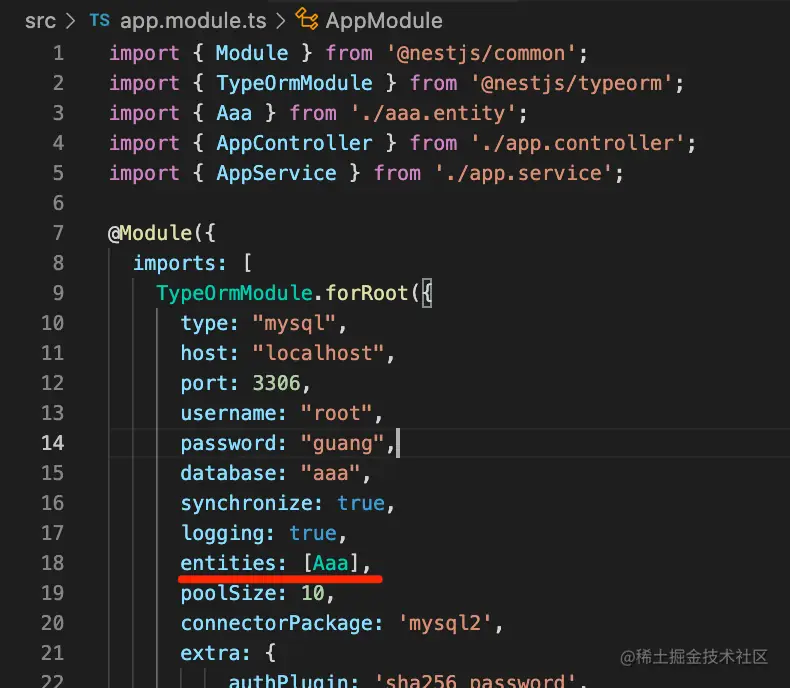 src > TS app.module.ts > AppModule
1 import { Module } from '@nestjs/common';
2 import { TypeOrmModule } from '@nestjs/typeorm';
3 import { Aaa } from './aaa.entity';
4 import { AppController } from './app.controller';
5 import { AppService } from './app.service';
6
7 @Module({
8 imports: [
9 TypeOrmModule.forRoot({
10 type: "mysql",
11 host: "localhost",
12 port: 3306,
13 username: "root",
14 password: "guang",
15 database: "aaa",
16 synchronize: true,
17 logging: true,
18 entities: [Aaa],
19 poolSize: 10,
20 connectorPackage: 'mysql2',
21 extra: {
22 authPlugin: 'sha256_password',
@稀土掘金技术社区